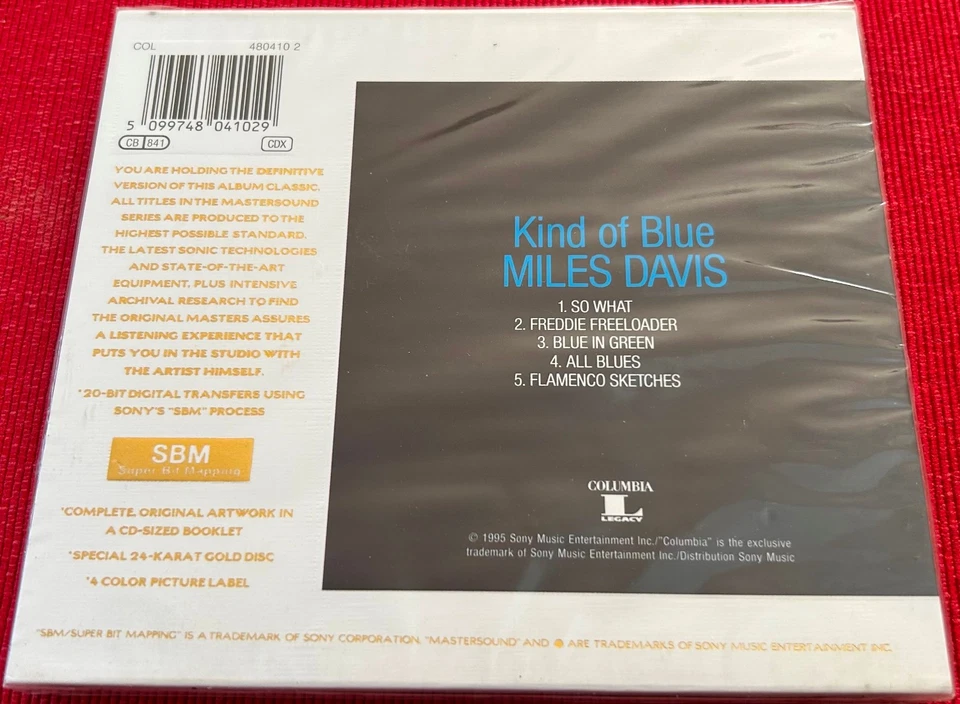 COL 480410 2
5 099748 041029
CB 841 CDX
YOU ARE HOLDING THE DEFINITIVE
VERSION OF THIS ALBUM CLASSIC.
ALL TITLES IN THE MASTERSOUND
SERIES ARE PRODUCED TO THE
HIGHEST POSSIBLE STANDARD.
THE LATEST SONIC TECHNOLOGIES
AND STATE-OF-THE-ART
EQUIPMENT, PLUS INTENSIVE
ARCHIVAL RESEARCH TO FIND
THE ORIGINAL MASTERS ASSURES
A LISTENING EXPERIENCE THAT
PUTS YOU IN THE STUDIO WITH
THE ARTIST HIMSELF.
*20-BIT DIGITAL TRANSFERS USING
SONY'S "SBM" PROCESS
SBM
Super Bit Mapping
*COMPLETE, ORIGINAL ARTWORK IN
A CD-SIZED BOOKLET
*SPECIAL 24-KARAT GOLD DISC
*4 COLOR PICTURE LABEL
Kind of Blue
MILES DAVIS
1. SO WHAT
2. FREDDIE FREELOADER
3. BLUE IN GREEN
4. ALL BLUES
5. FLAMENCO SKETCHES
COLUMBIA
L
LEGACY
© 1995 Sony Music Entertainment Inc./"Columbia" is the exclusive
trademark of Sony Music Entertainment Inc./Distribution Sony Music
"SBM/SUPER BIT MAPPING" IS A TRADEMARK OF SONY CORPORATION. "MASTERSOUND" AND ARE TRADEMARKS OF SONY MUSIC ENTERTAINMENT INC.